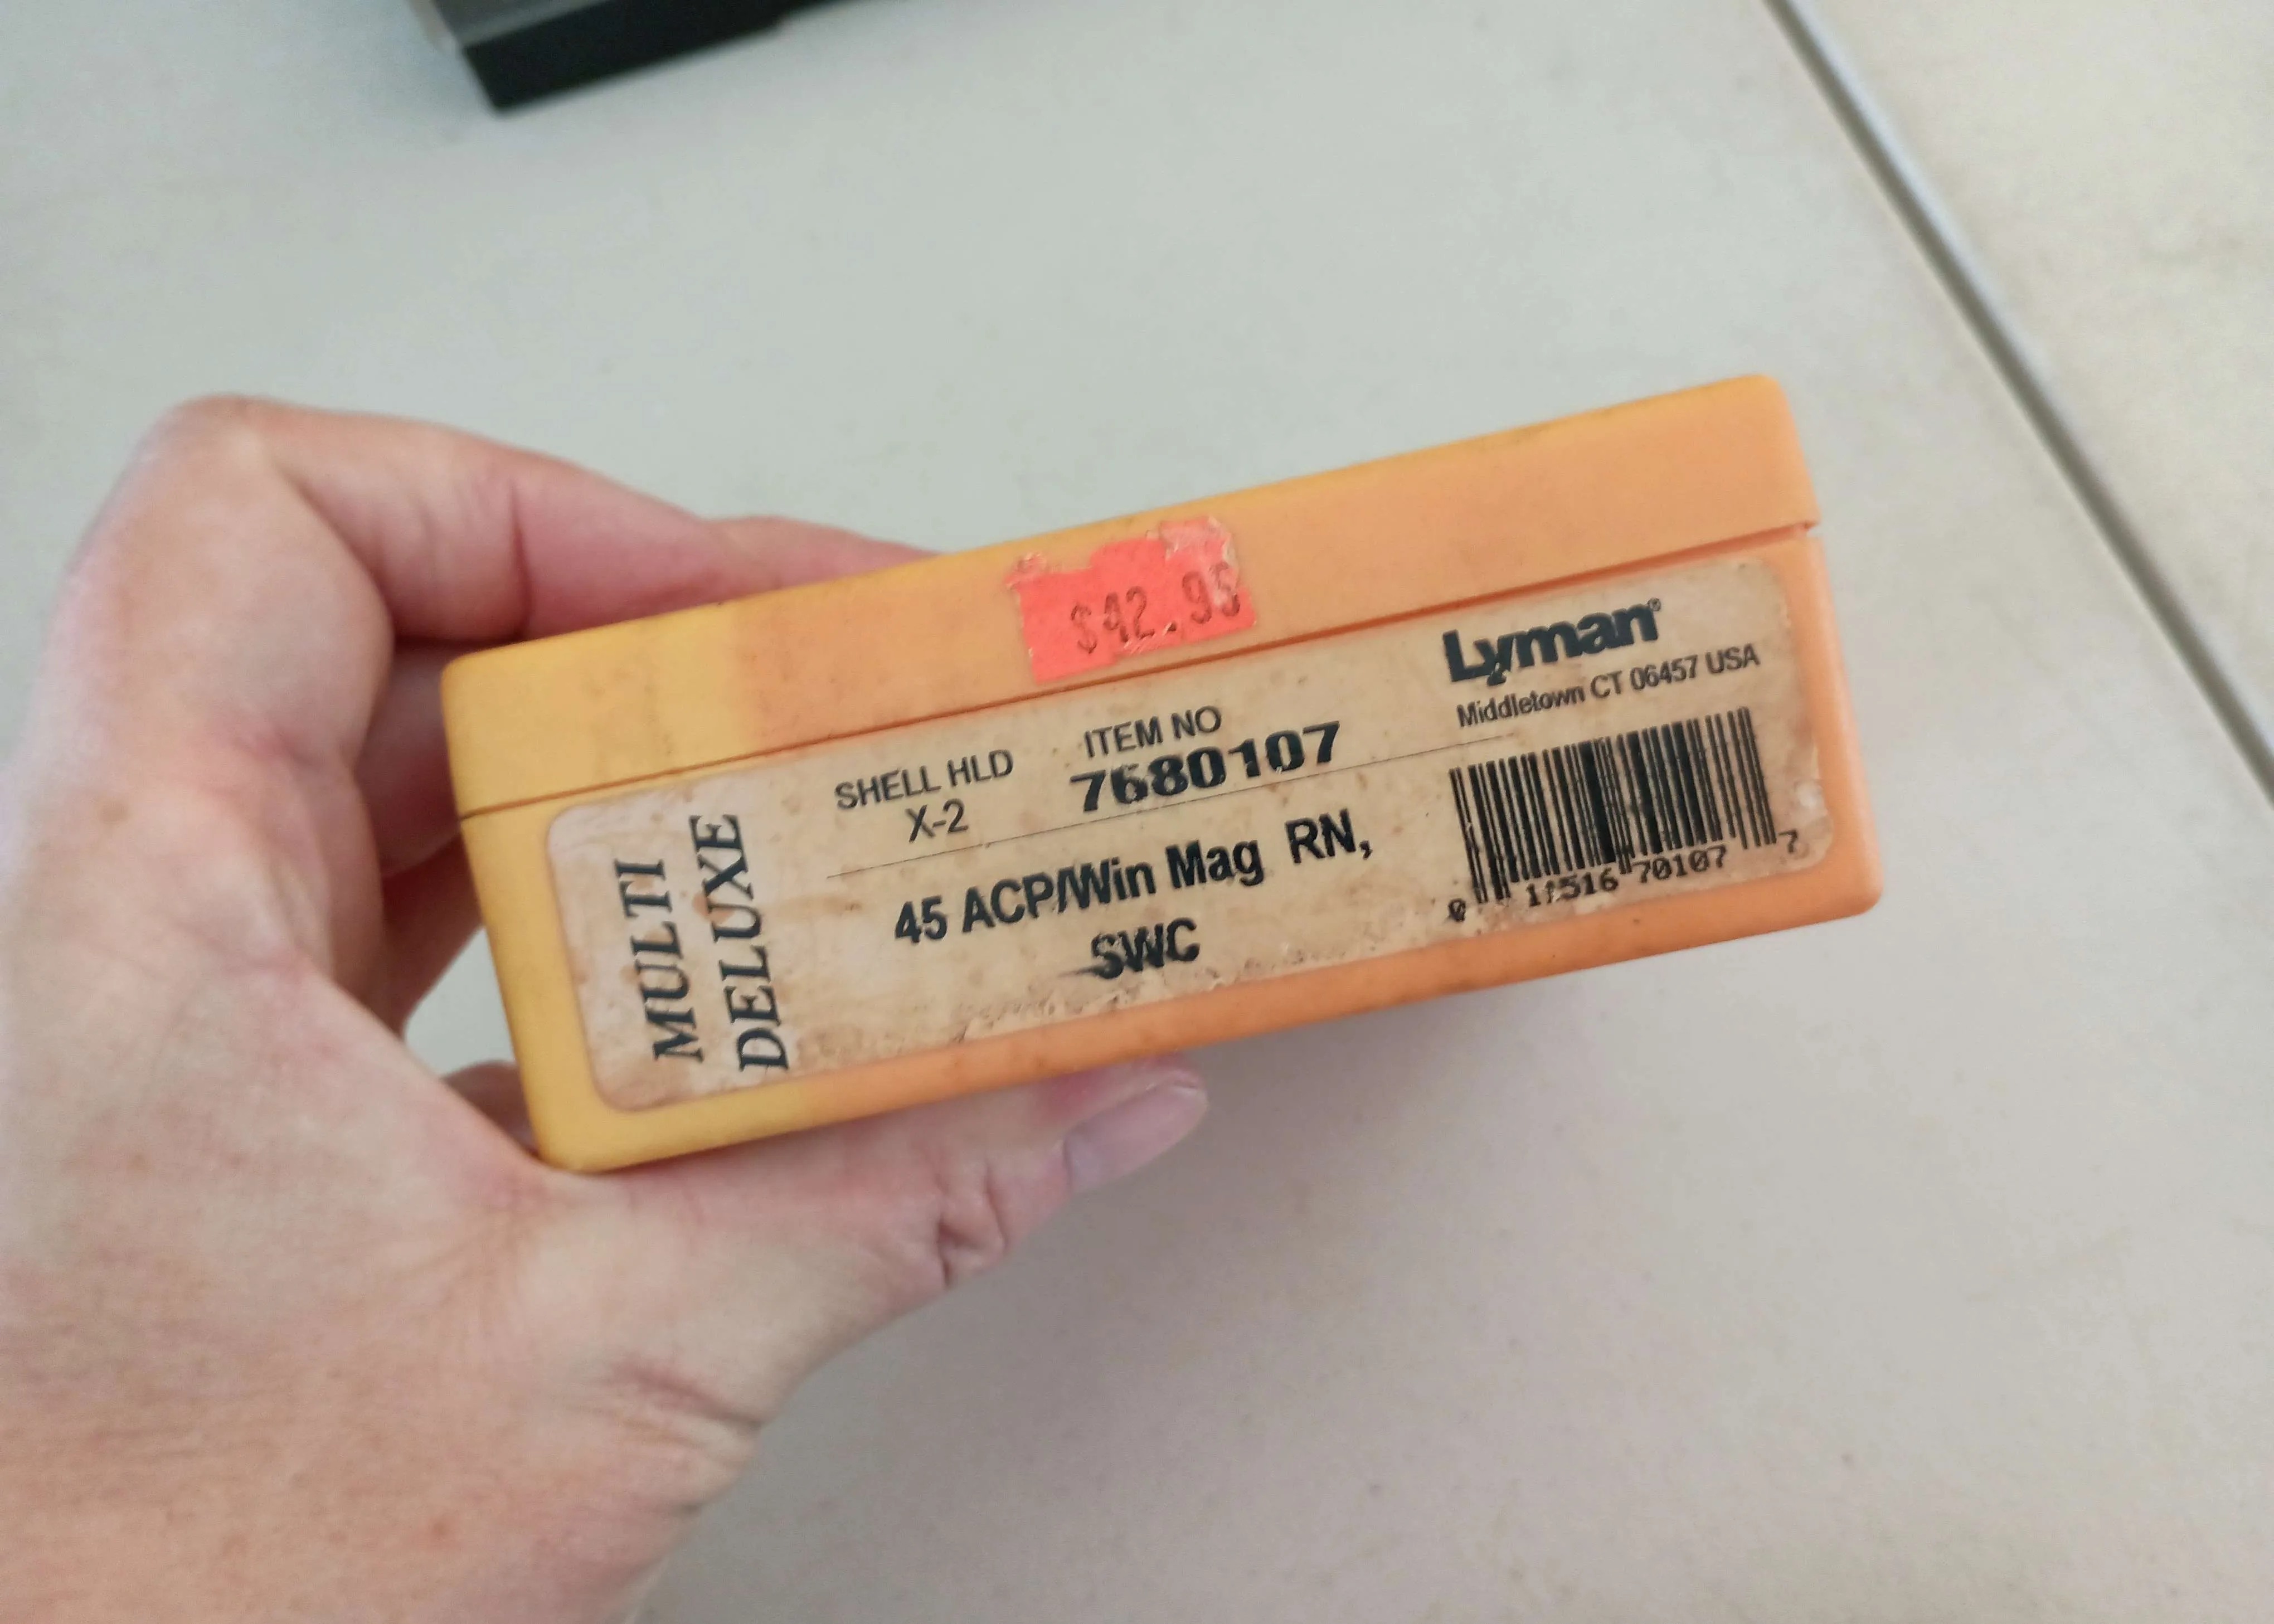 $42.95
Lyman®
Middletown CT 06457 USA
MULTI
DELUXE
SHELL HLD
X-2
ITEM NO
7680107
45 ACP/Win Mag RN,
SWC
0 11516 70107 7